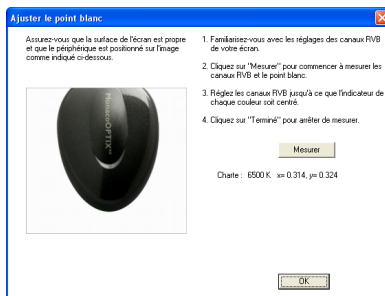 Ajuster le point blanc
Assurez-vous que la surface de l'écran est propre
et que le périphérique est positionné sur l'image
comme indiqué ci-dessous.
MonacoOPTIX
1. Familiarisez-vous avec les réglages des canaux RVB
de votre écran.
2. Cliquez sur "Mesurer" pour commencer à mesurer les
canaux RVB et le point blanc.
3. Réglez les canaux RVB jusqu'à ce que l'indicateur de
chaque couleur soit centré.
4. Cliquez sur "Terminé" pour arrêter de mesurer.
Mesurer
Charte : 6500 K x= 0.314, y= 0.324
OK